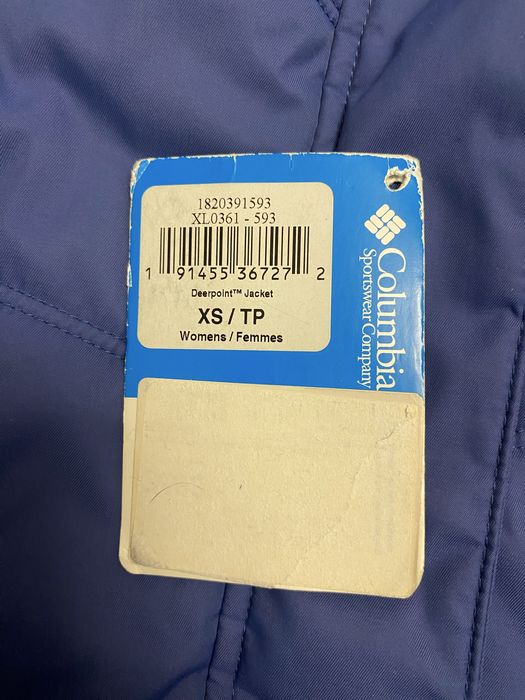 1820391593
XL0361 - 593
1 91455 36727 2
Deerpoint™ Jacket
XS / TP
Womens / Femmes
Columbia
Sportswear Company